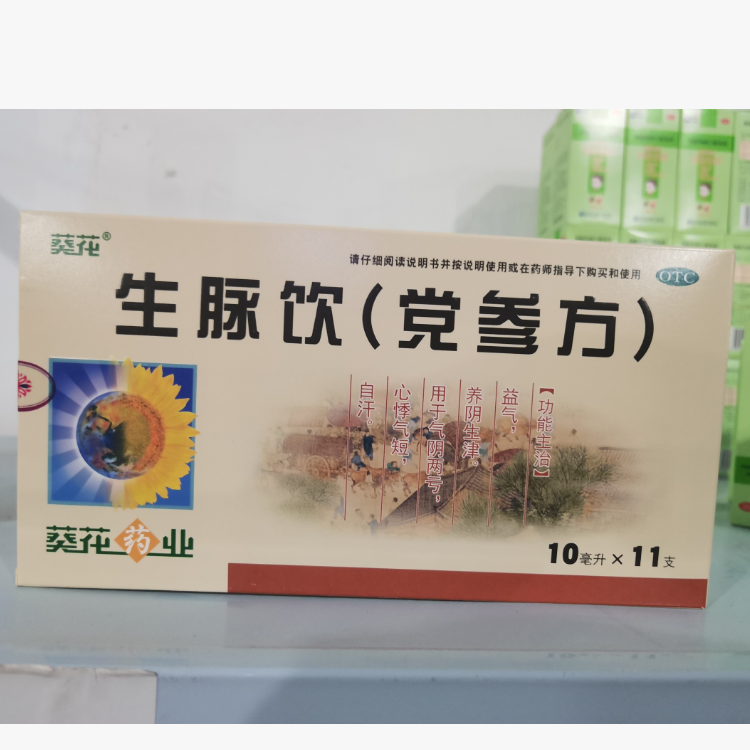 葵花®
请仔细阅读说明书并按说明使用或在药师指导下购买和使用
OTC
生脉饮(党参方)
【功能主治】
益气，
养阴生津。
用于气阴两亏，
心悸气短，
自汗。
葵花药业
10毫升×11支